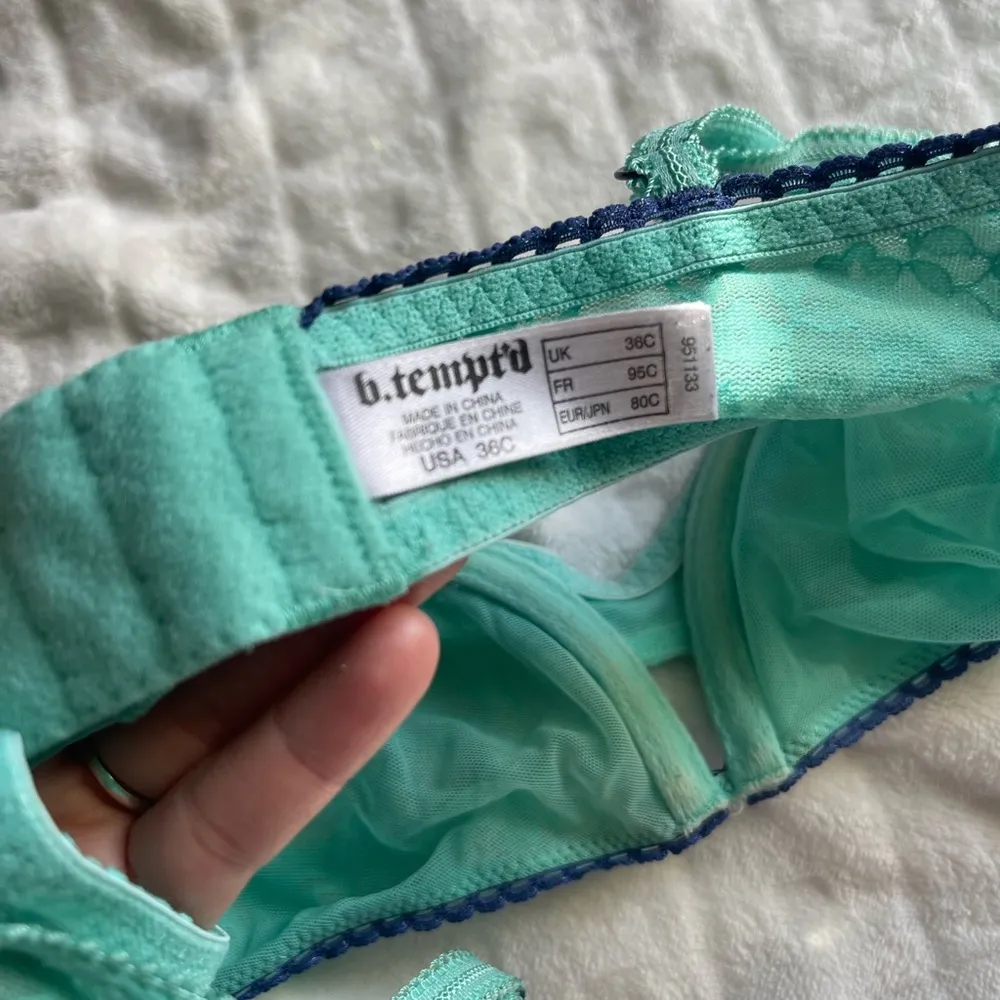 b.tempt'd
MADE IN CHINA
FABRIQUE EN CHINE
HECHO EN CHINA
USA 36C
UK 36C
FR 95C
EUR/JPN 80C
951133